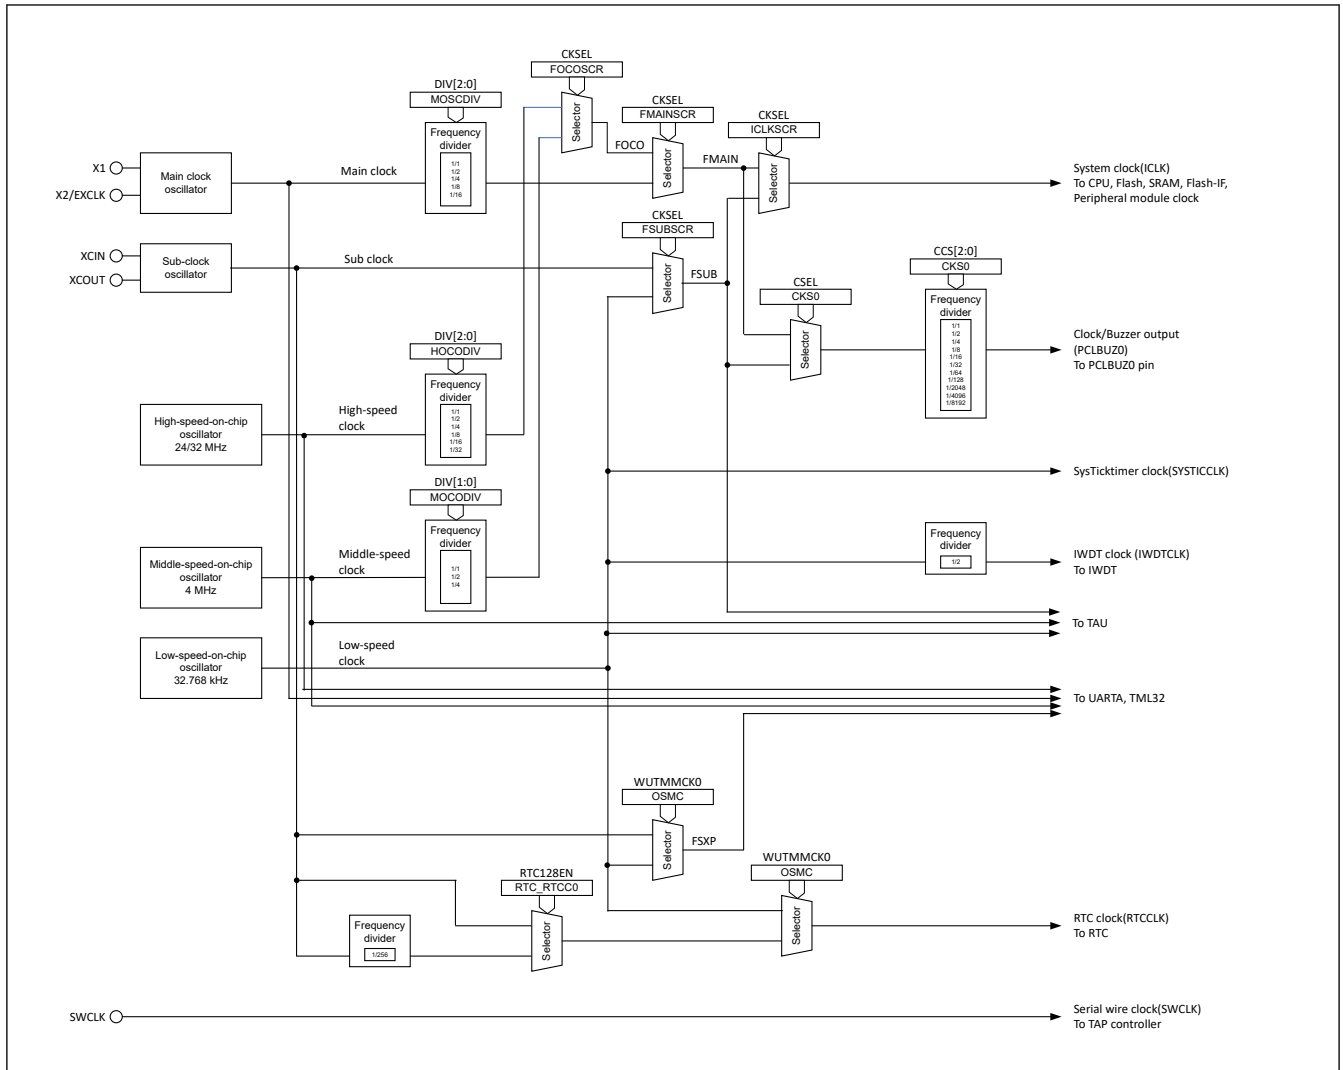 CKSEL
FOCOSCR
Selector
DIV[2:0]
MOSCDIV
Frequency
divider
1/1
1/2
1/4
1/8
1/16
CKSEL
FMAINSCR
Selector
CKSEL
ICLKSCR
Selector
FOCO
FMAIN
X1
X2/EXCLK
Main clock
oscillator
Main clock
System clock(ICLK)
To CPU, Flash, SRAM, Flash-IF,
Peripheral module clock
XCIN
XCOUT
Sub-clock
oscillator
Sub clock
CKSEL
FSUBSCR
Selector
FSUB
CSEL
CKS0
Selector
CCS[2:0]
CKS0
Frequency
divider
1/1
1/2
1/4
1/8
1/16
1/32
1/64
1/128
1/2048
1/4096
1/8192
Clock/Buzzer output
(PCLBUZ0)
To PCLBUZ0 pin
DIV[2:0]
HOCODIV
Frequency
divider
1/1
1/2
1/4
1/8
1/16
1/32
High-speed-on-chip
oscillator
24/32 MHz
High-speed
clock
SysTicktimer clock(SYSTICCLK)
DIV[1:0]
MOCODIV
Frequency
divider
1/1
1/2
1/4
Middle-speed-on-chip
oscillator
4 MHz
Middle-speed
clock
Frequency
divider
1/2
IWDT clock (IWDTCLK)
To IWDT
To TAU
Low-speed-on-chip
oscillator
32.768 kHz
Low-speed
clock
To UARTA, TML32
WUTMMCK0
OSMC
Selector
FSXP
WUTMMCK0
OSMC
Selector
RTC128EN
RTC_RTCC0
Selector
Frequency
divider
1/256
RTC clock(RTCCLK)
To RTC
SWCLK
Serial wire clock(SWCLK)
To TAP controller